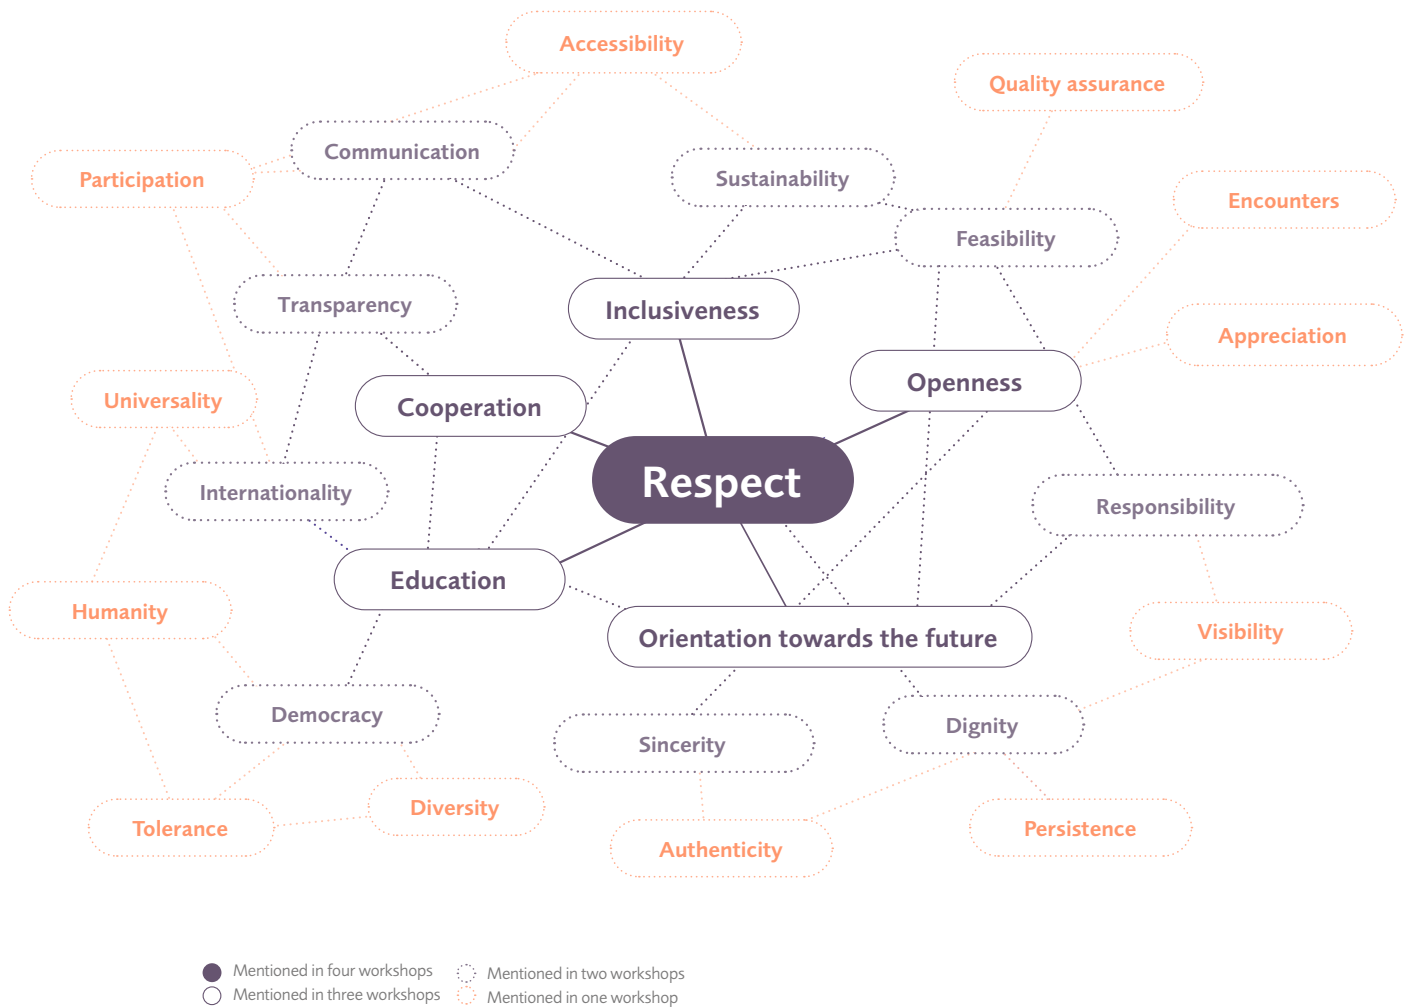 Accessibility
Quality assurance
Communication
Participation
Sustainability
Encounters
Feasibility
Transparency
Inclusiveness
Appreciation
Openness
Universality
Cooperation
Respect
Internationality
Responsibility
Education
Humanity
Orientation towards the future
Visibility
Democracy
Dignity
Sincerity
Diversity
Tolerance
Persistence
Authenticity
Mentioned in four workshops
Mentioned in two workshops
Mentioned in three workshops
Mentioned in one workshop